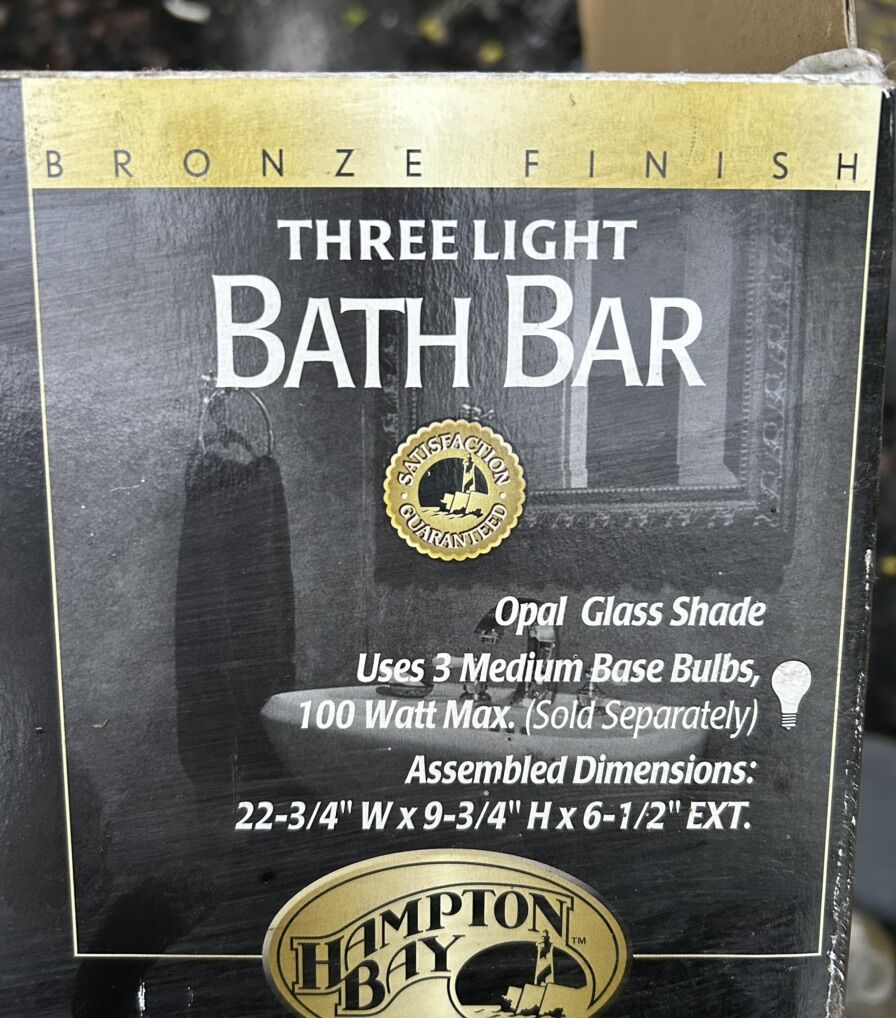 BRONZE FINISH
THREE LIGHT
BATH BAR
SATISFACTION
GUARANTEED
Opal Glass Shade
Uses 3 Medium Base Bulbs,
100 Watt Max. (Sold Separately)
Assembled Dimensions:
22-3/4" W x 9-3/4" H x 6-1/2" EXT.
HAMPTON
BAY™